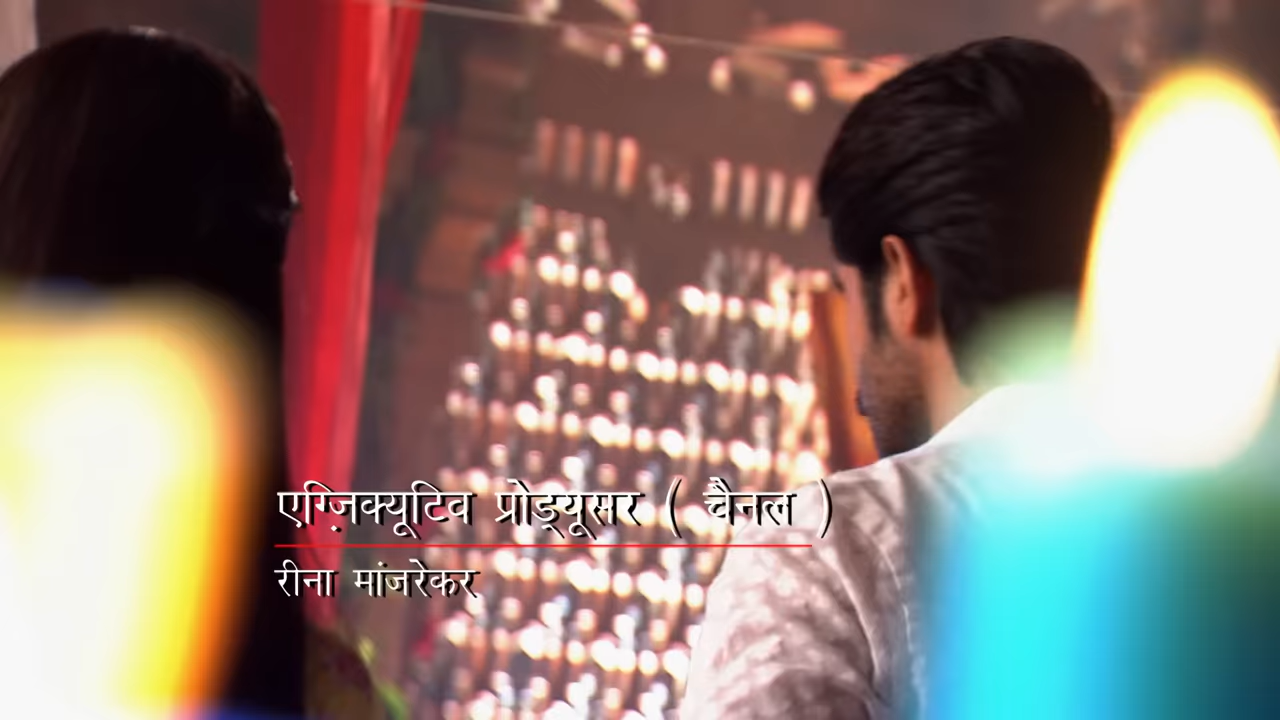 एग्ज़िक्यूटिव प्रोड्यूसर ( चैनल )
रीना मांजरेकर